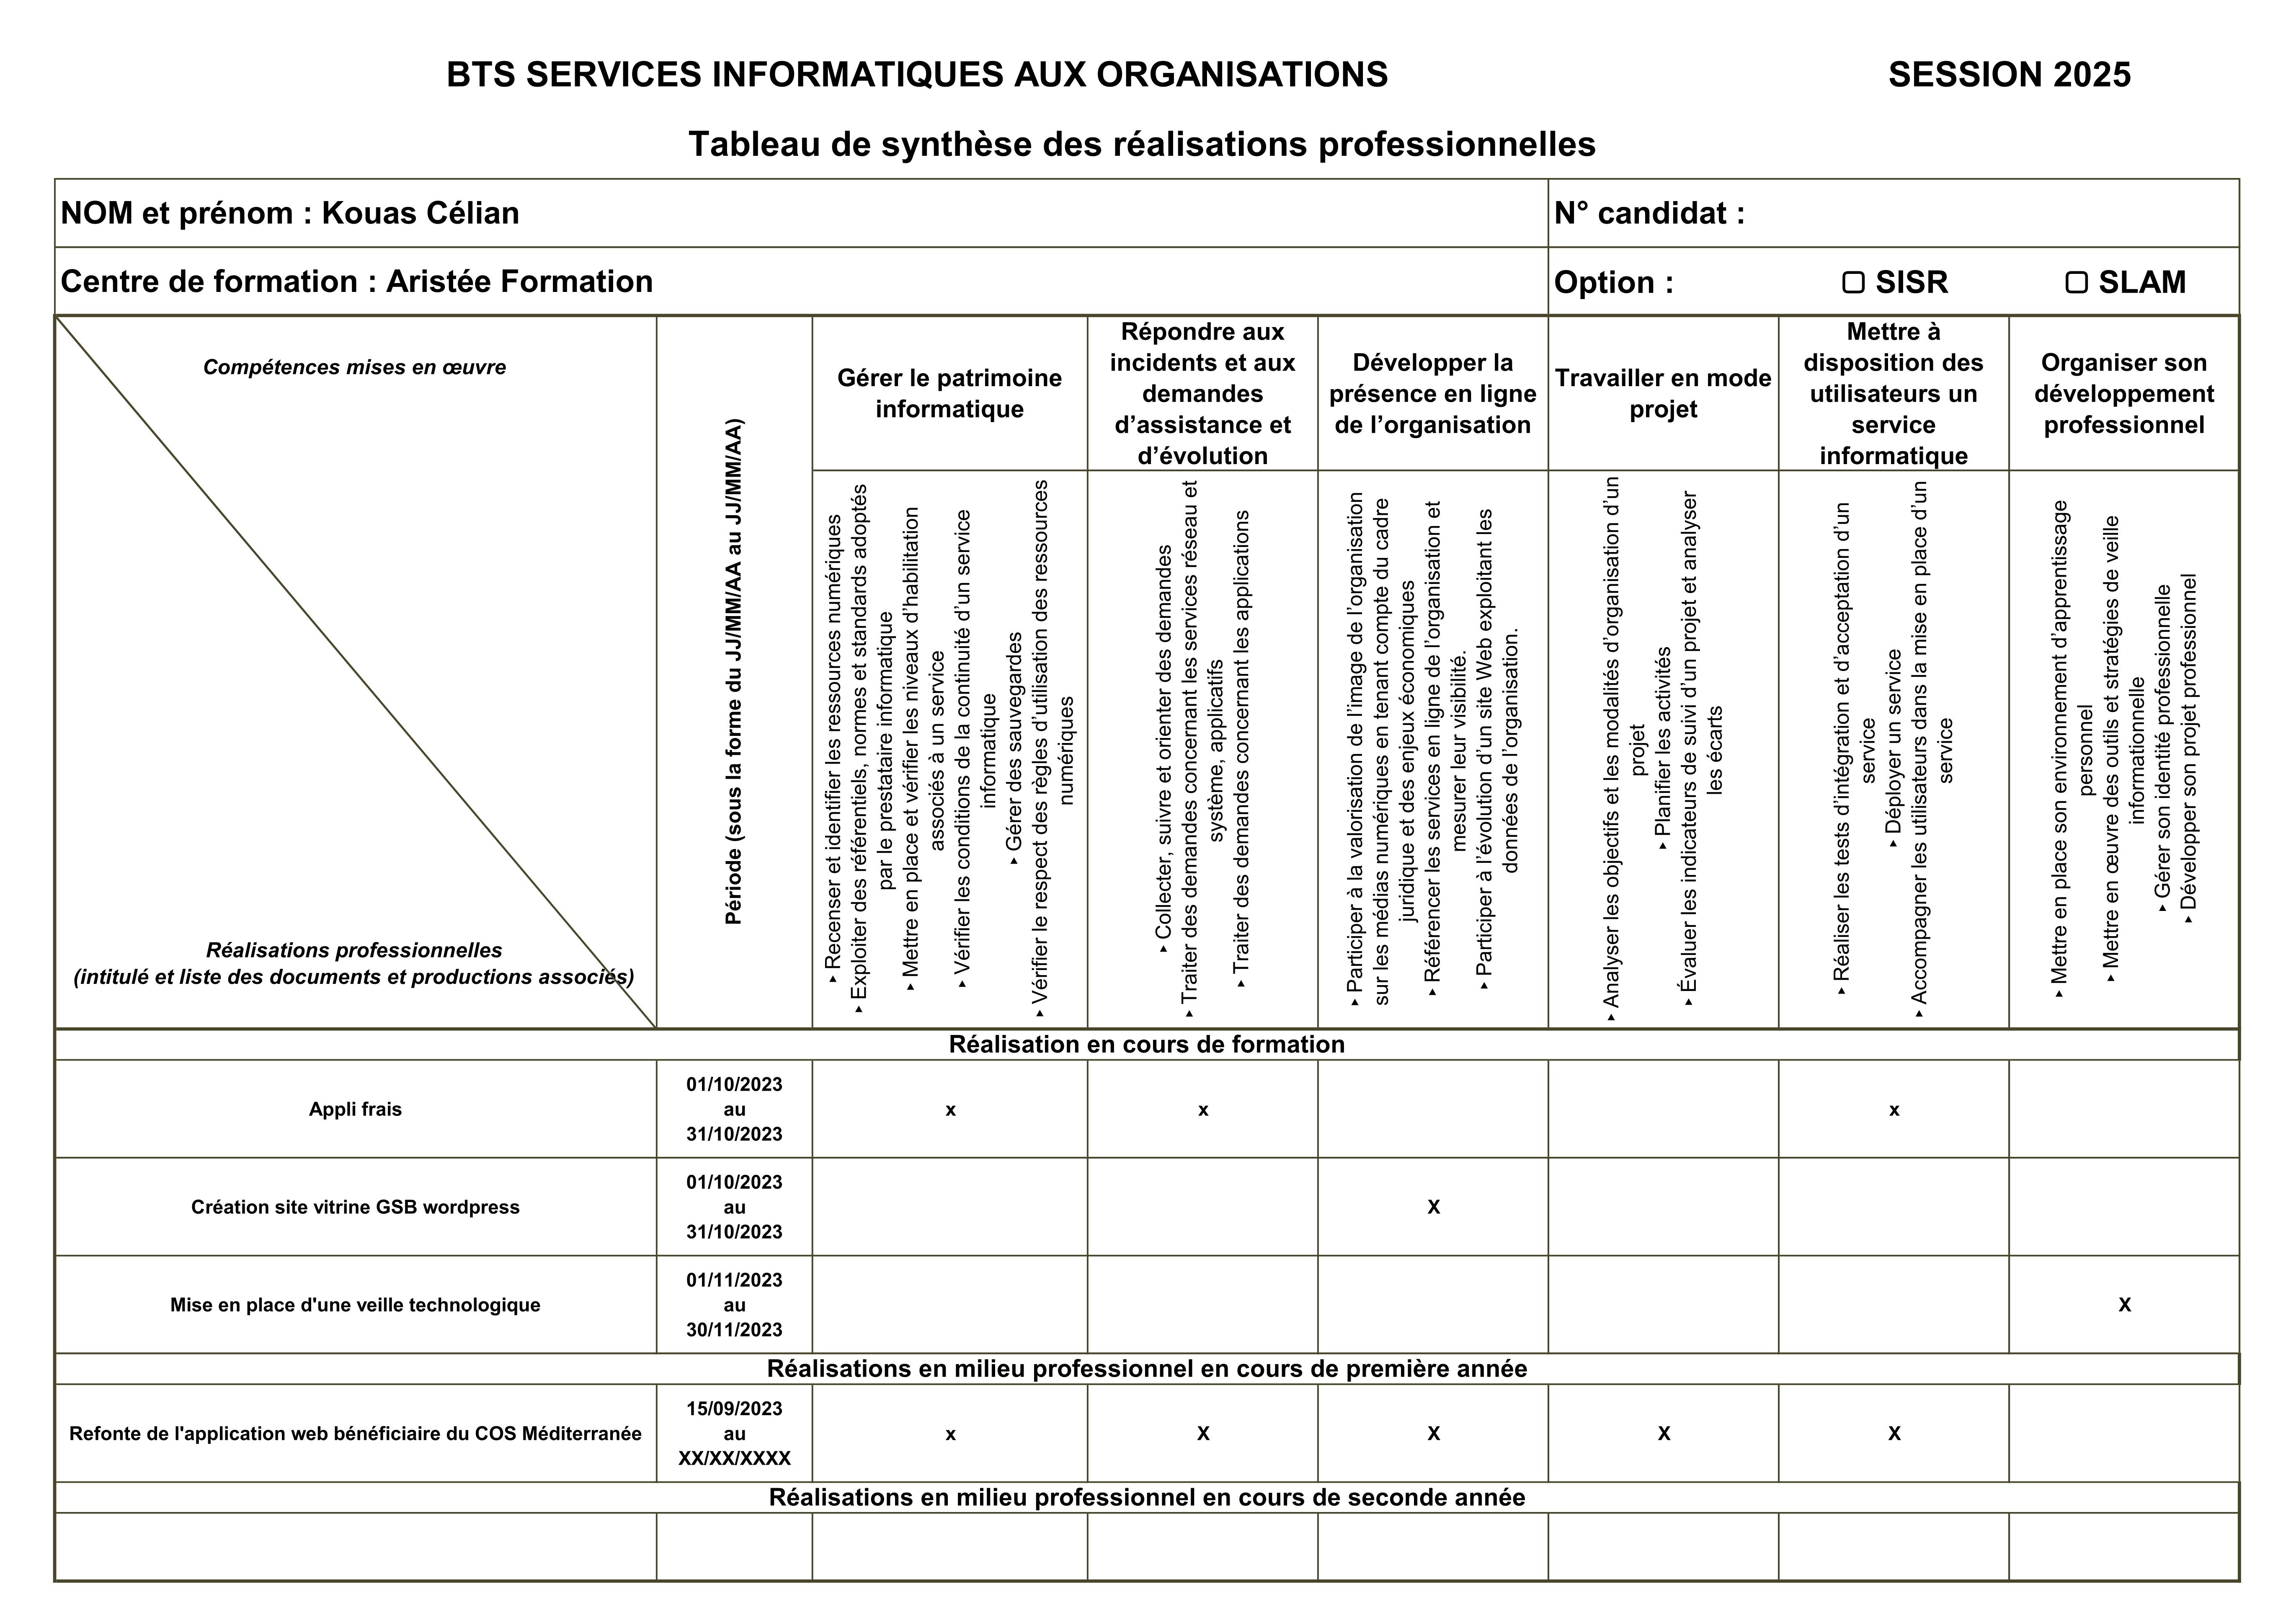 BTS SERVICES INFORMATIQUES AUX ORGANISATIONS
SESSION 2025
Tableau de synthèse des réalisations professionnelles
NOM et prénom : Kouas Célian
N° candidat :
Centre de formation : Aristée Formation
Option :
▢ SISR
▢ SLAM
Compétences mises en œuvre
Réalisations professionnelles
(intitulé et liste des documents et productions associés)
Période (sous la forme du JJ/MM/AA au JJ/MM/AA)
Gérer le patrimoine
informatique
Répondre aux
incidents et aux
demandes
d’assistance et
d’évolution
Développer la
présence en ligne
de l’organisation
Travailler en mode
projet
Mettre à
disposition des
utilisateurs un
service
informatique
Organiser son
développement
professionnel
▸ Recenser et identifier les ressources numériques
▸ Exploiter des référentiels, normes et standards adoptés
par le prestataire informatique
▸ Mettre en place et vérifier les niveaux d’habilitation
associés à un service
▸ Vérifier les conditions de la continuité d’un service
informatique
▸ Gérer des sauvegardes
▸ Vérifier le respect des règles d’utilisation des ressources
numériques
▸ Collecter, suivre et orienter des demandes
▸ Traiter des demandes concernant les services réseau et
système, applicatifs
▸ Traiter des demandes concernant les applications
▸ Participer à la valorisation de l’image de l’organisation
sur les médias numériques en tenant compte du cadre
juridique et des enjeux économiques
▸ Référencer les services en ligne de l’organisation et
mesurer leur visibilité.
▸ Participer à l’évolution d’un site Web exploitant les
données de l’organisation.
▸ Analyser les objectifs et les modalités d’organisation d’un
projet
▸ Planifier les activités
▸ Évaluer les indicateurs de suivi d’un projet et analyser
les écarts
▸ Réaliser les tests d’intégration et d’acceptation d’un
service
▸ Déployer un service
▸ Accompagner les utilisateurs dans la mise en place d’un
service
▸ Mettre en place son environnement d’apprentissage
personnel
▸ Mettre en œuvre des outils et stratégies de veille
informationnelle
▸ Gérer son identité professionnelle
▸ Développer son projet professionnel
Réalisation en cours de formation
Appli frais
01/10/2023
au
31/10/2023
x
x
x
Création site vitrine GSB wordpress
01/10/2023
au
31/10/2023
X
Mise en place d'une veille technologique
01/11/2023
au
30/11/2023
X
Réalisations en milieu professionnel en cours de première année
Refonte de l'application web bénéficiaire du COS Méditerranée
15/09/2023
au
XX/XX/XXXX
x
X
X
X
X
Réalisations en milieu professionnel en cours de seconde année